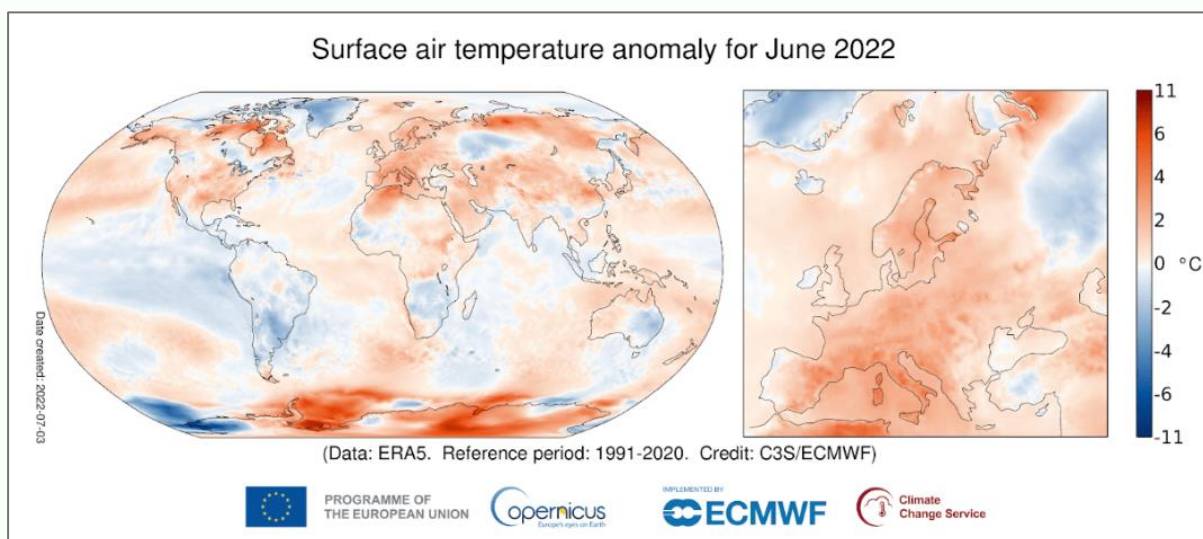 Surface air temperature anomaly for June 2022
11
6
4
2
0
°C
-2
-4
-6
-11
Date created: 2022-07-03
(Data: ERA5. Reference period: 1991-2020. Credit: C3S/ECMWF)
PROGRAMME OF
THE EUROPEAN UNION
opernicus
Europe's eyes on Earth
IMPLEMENTED BY
ECMWF
Climate
Change Service